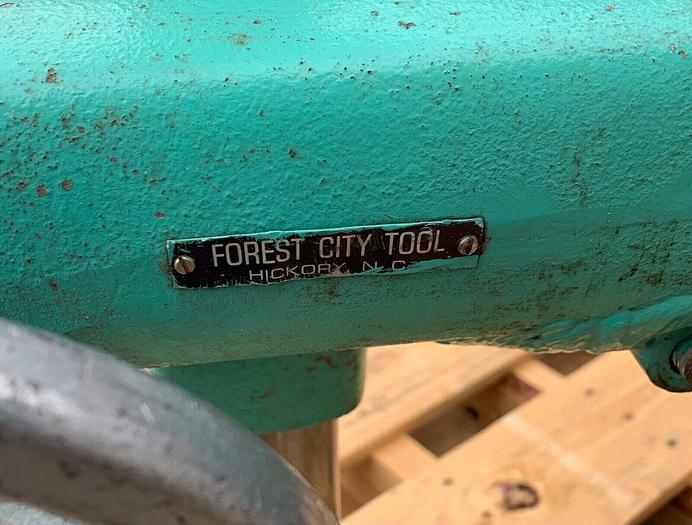 FOREST CITY TOOL
HICKORY, N. C.